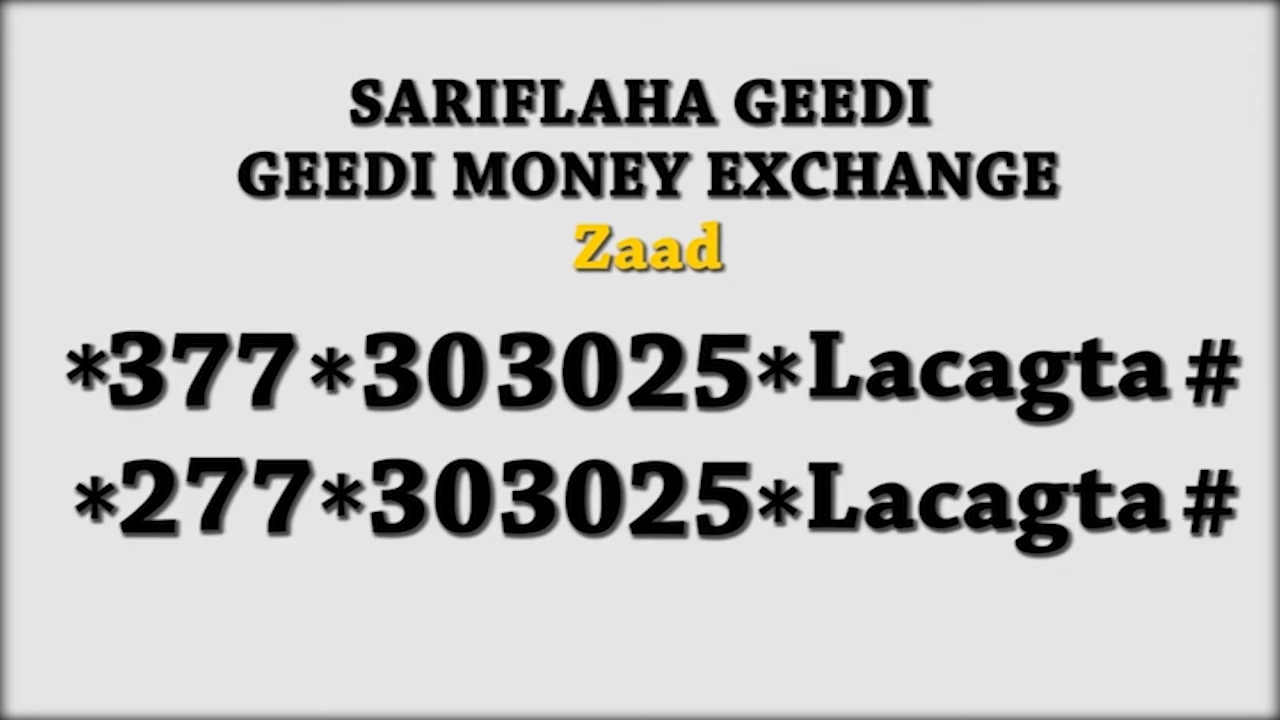 SARIFLAHA GEEDI
GEEDI MONEY EXCHANGE
Zaad
*377*303025*Lacagta #
*277*303025*Lacagta #